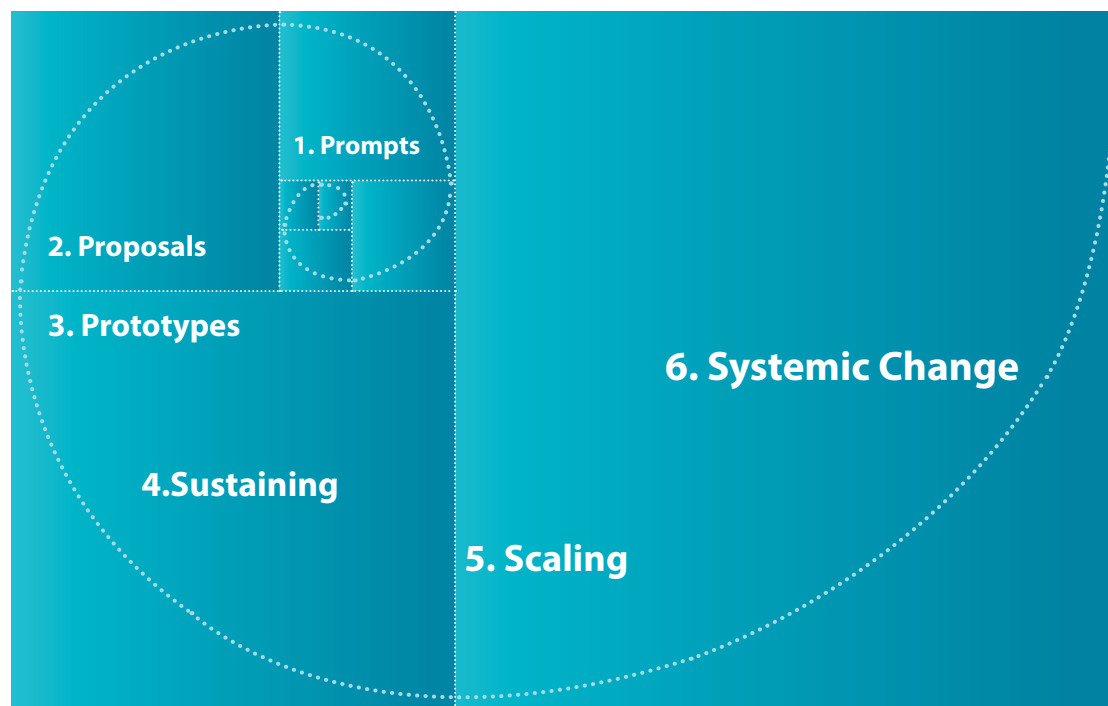 1. Prompts
2. Proposals
3. Prototypes
4.Sustaining
5. Scaling
6. Systemic Change